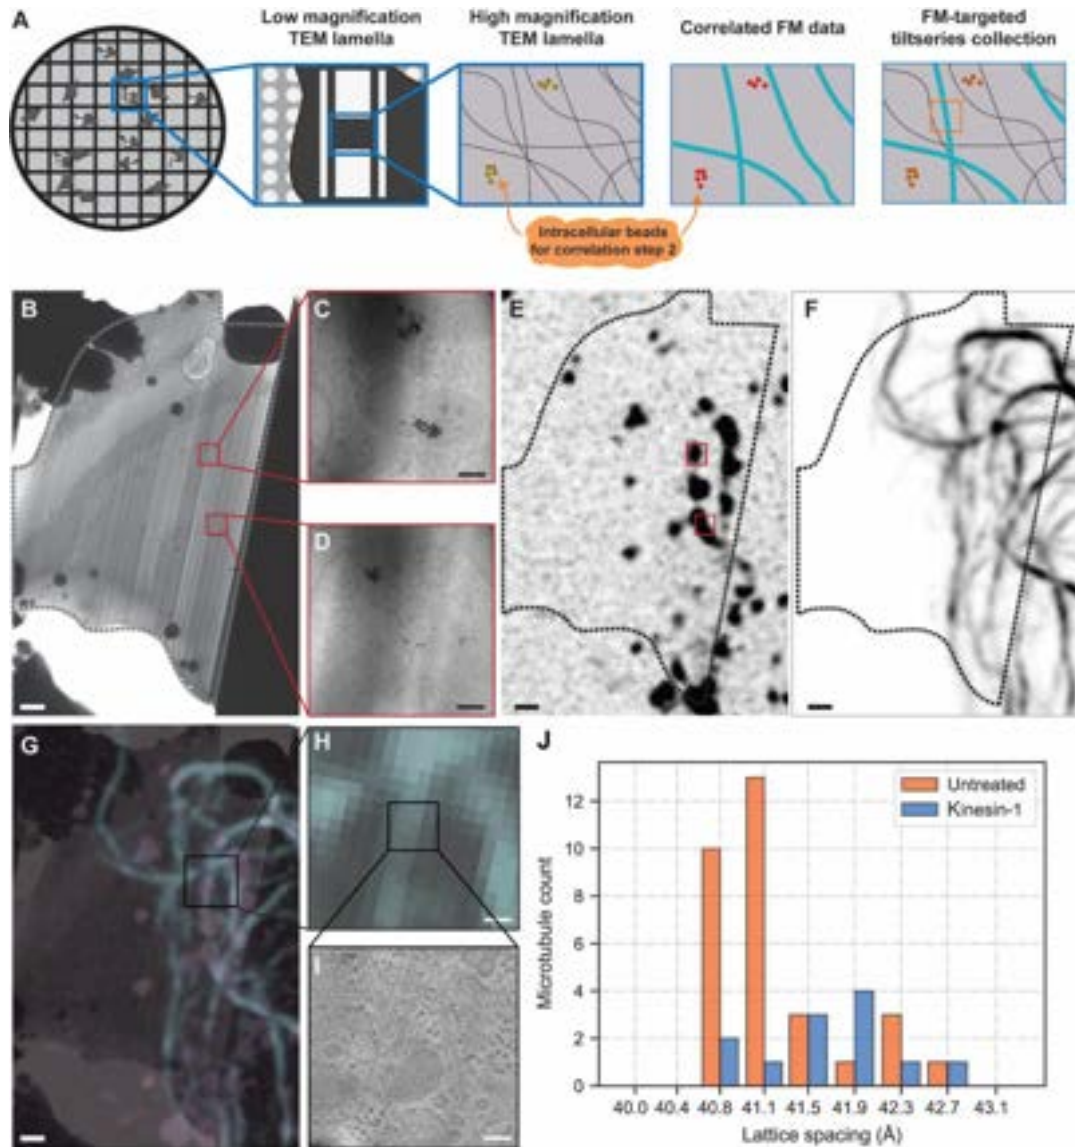 A
Low magnification
TEM lamella
High magnification
TEM lamella
Correlated FM data
FM-targeted
tiltseries collection
Intracellular beads
for correlation step 2
B
C
D
E
F
G
H
I
J
Untreated
Kinesin-1
Microtubule count
12
10
8
6
4
2
0
40.0 40.4 40.8 41.1 41.5 41.9 42.3 42.7 43.1
Lattice spacing (Å)